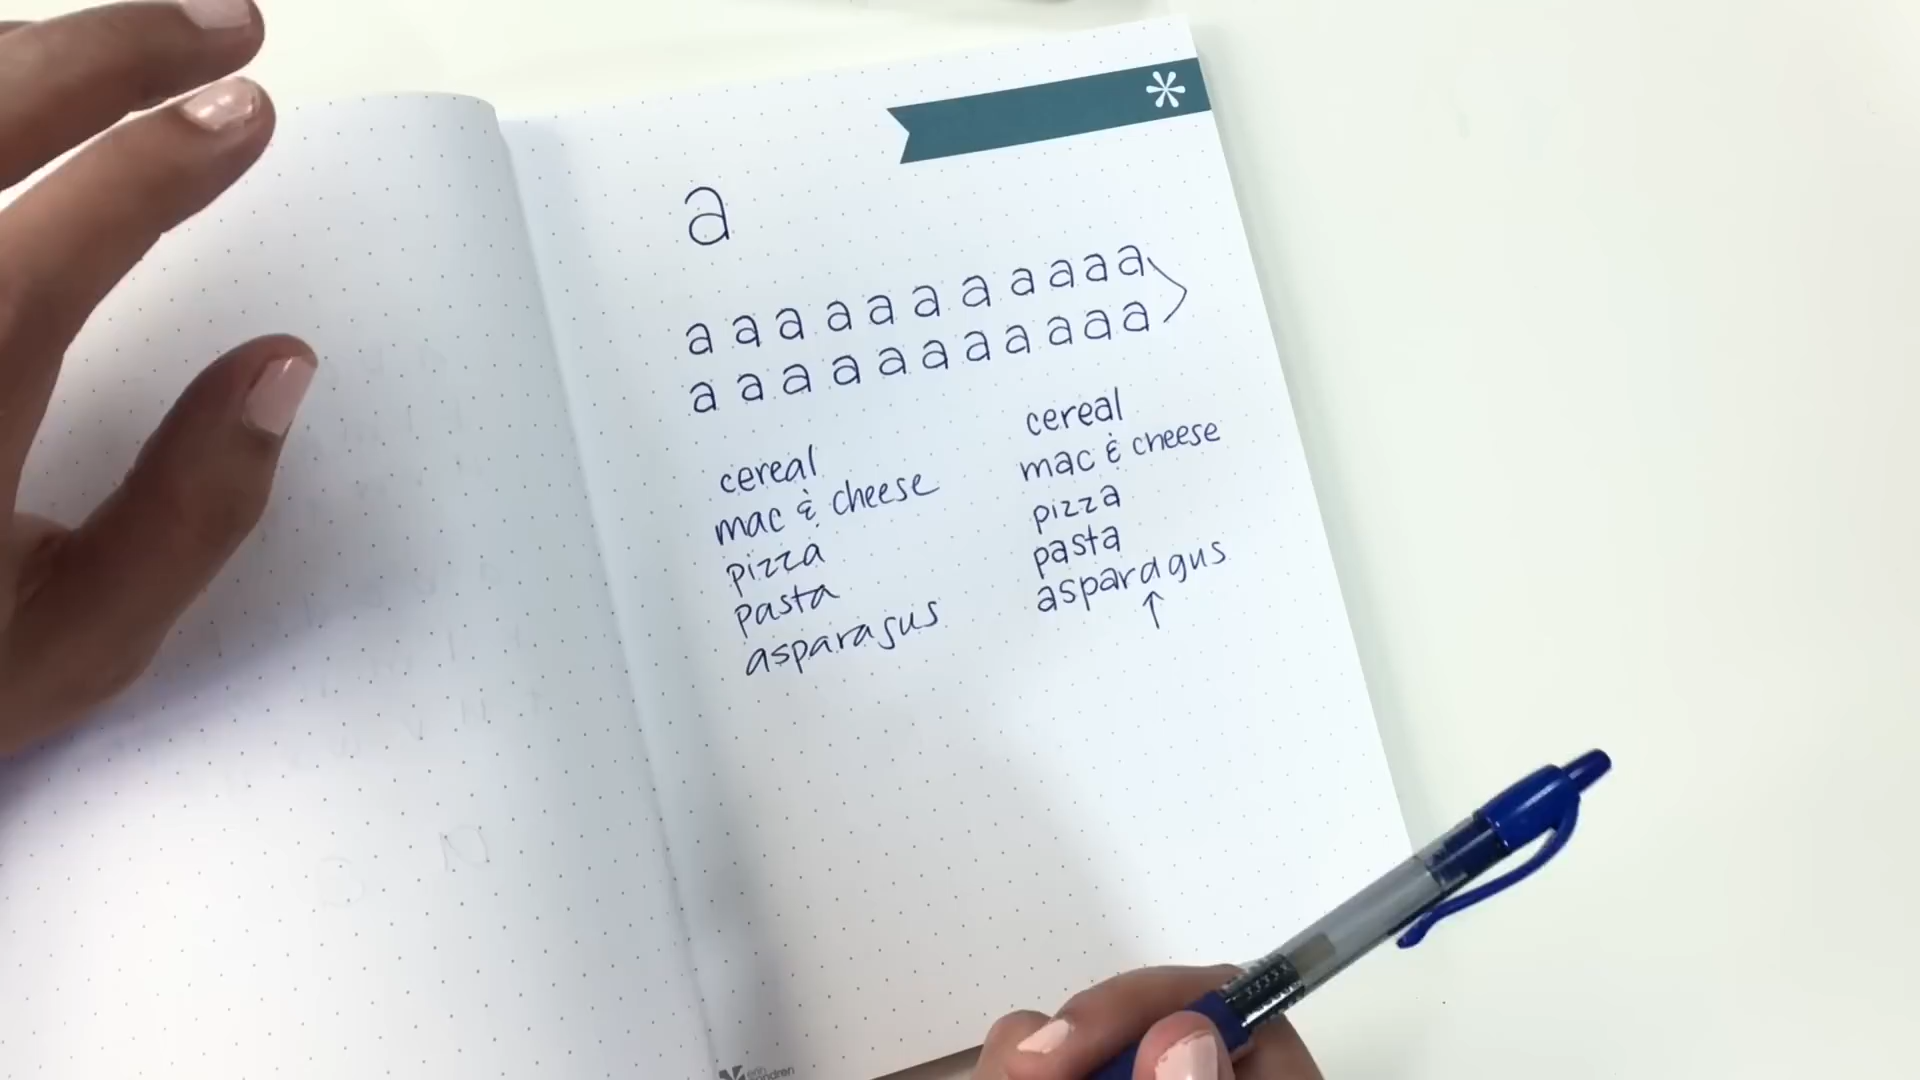 a
a a a a a a a a a a a
a a a a a a a a a a a
cereal
mac & cheese
pizza
pasta
asparagus
cereal
mac & cheese
pizza
pasta
asparagus